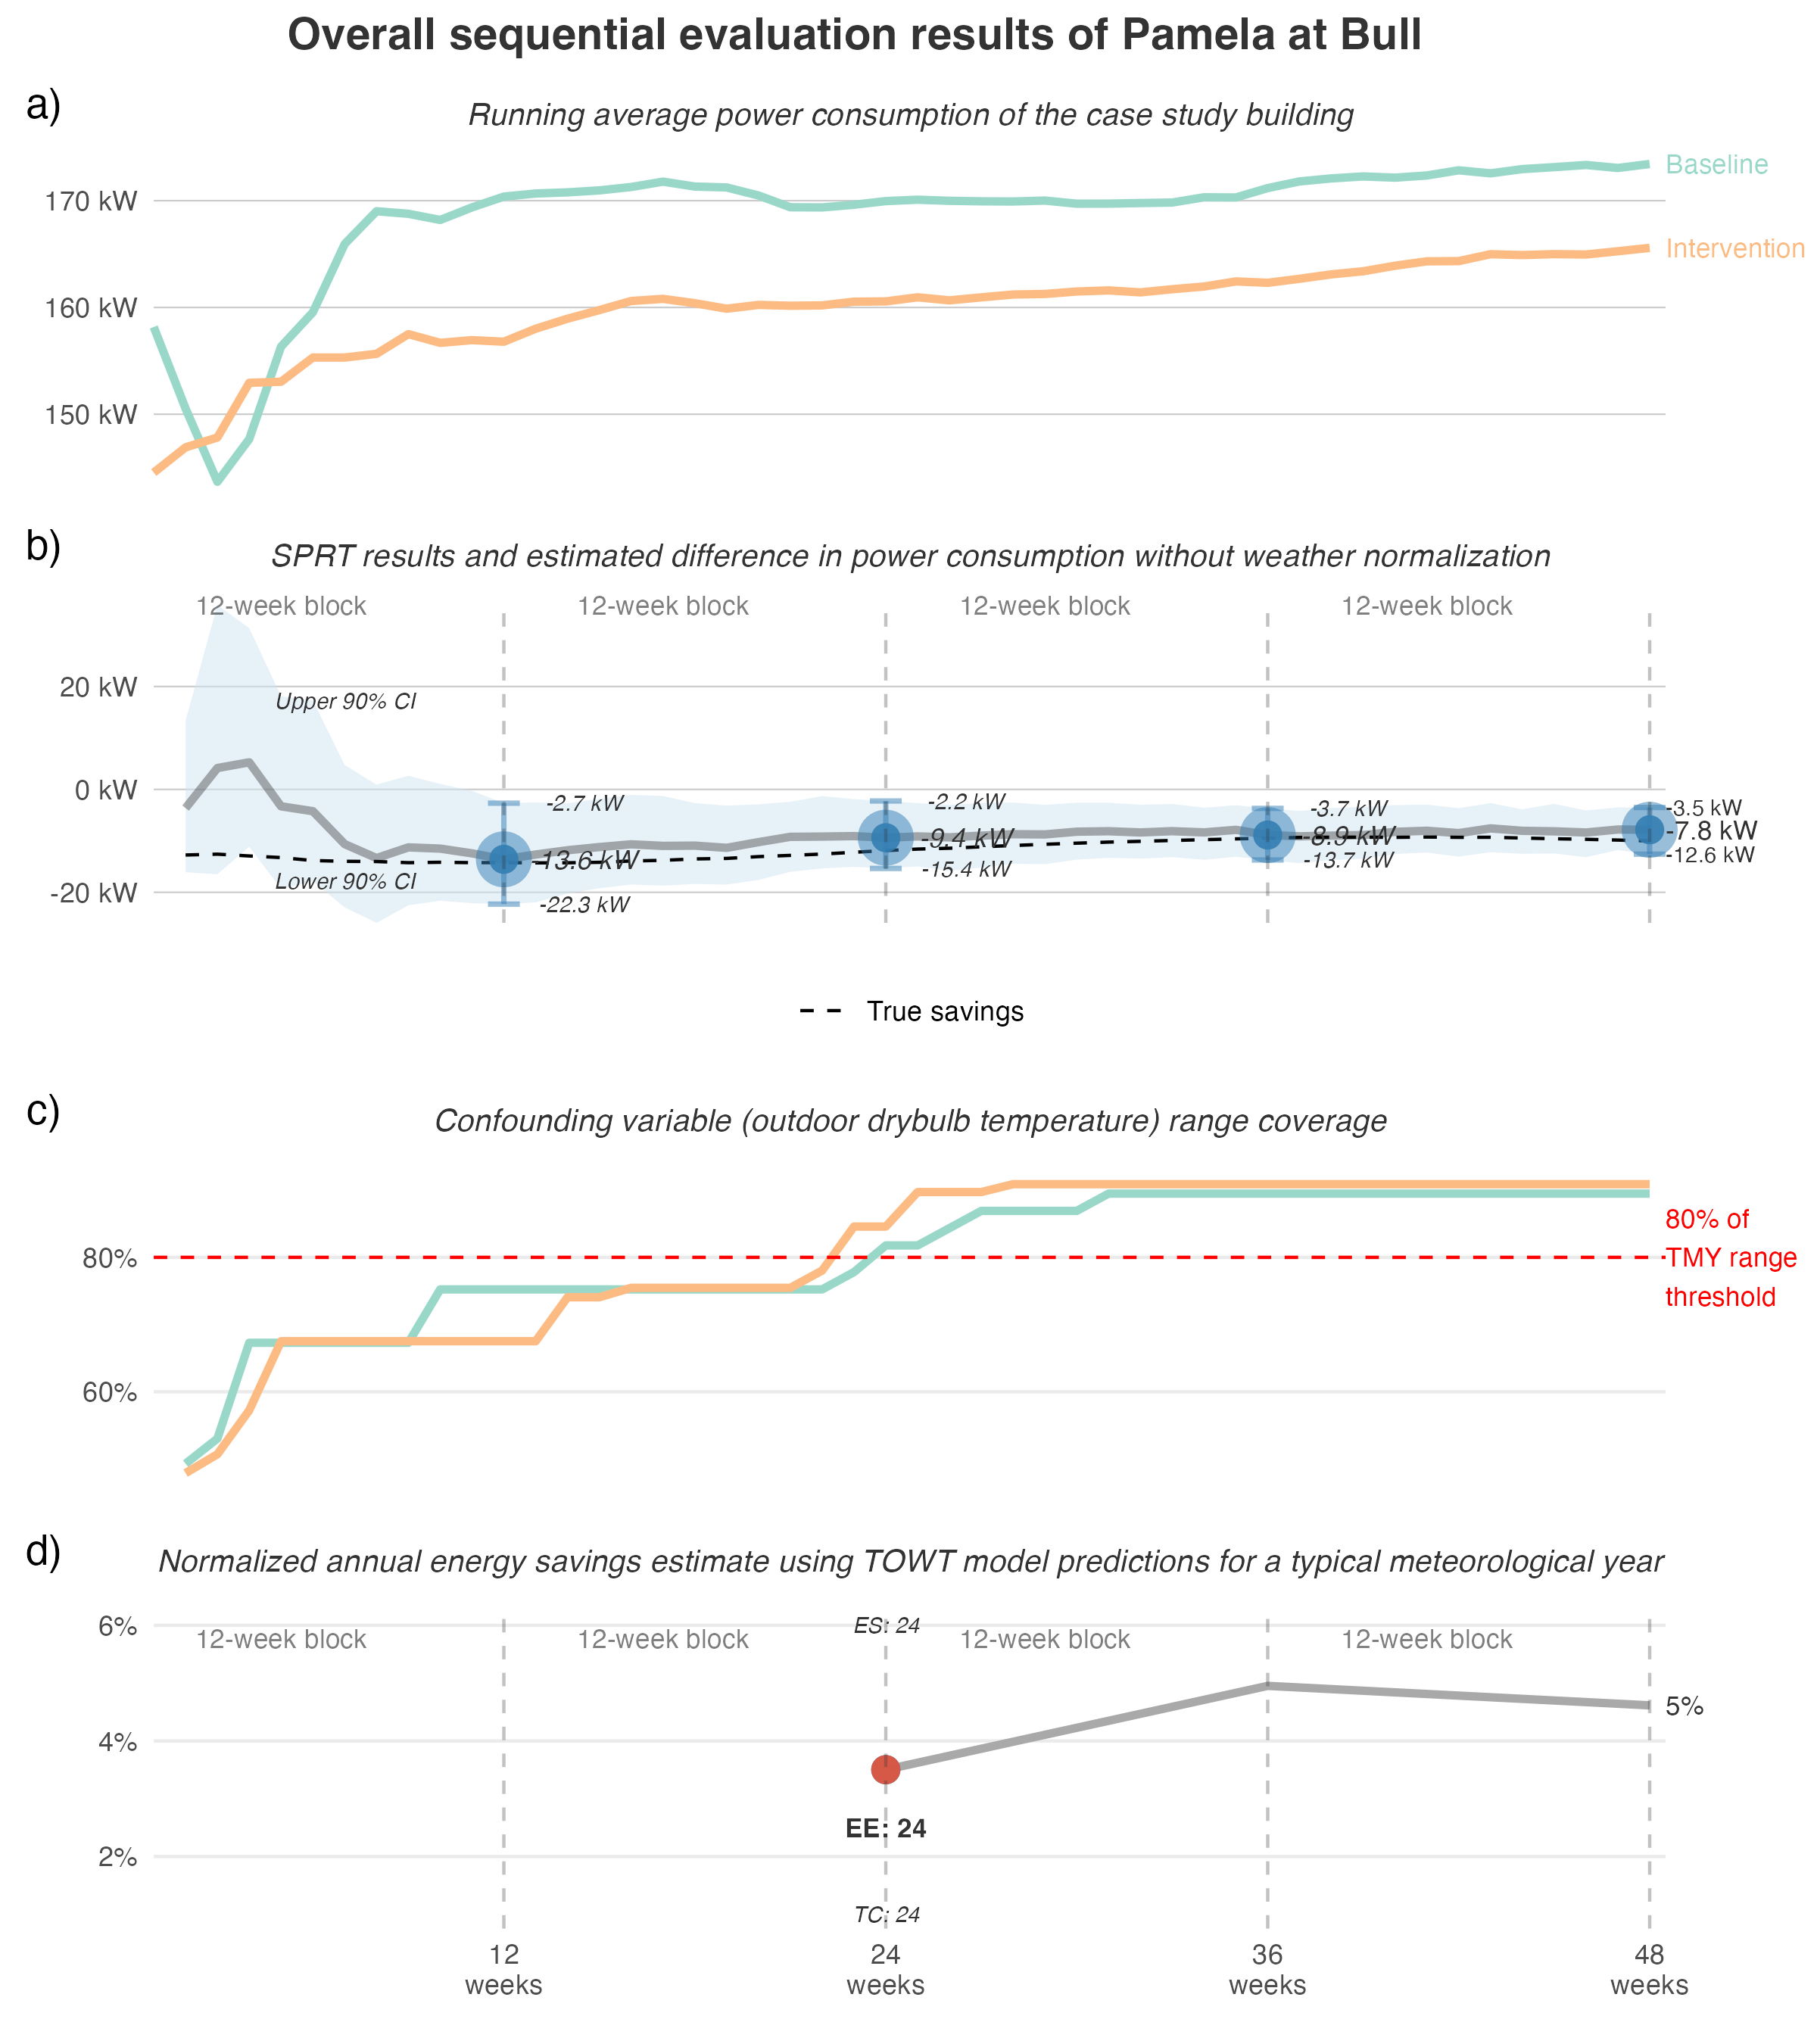 Overall sequential evaluation results of Pamela at Bull
a)
Running average power consumption of the case study building
170 kW
160 kW
150 kW
Baseline
Intervention
b)
SPRT results and estimated difference in power consumption without weather normalization
12-week block
12-week block
12-week block
12-week block
20 kW
0 kW
-20 kW
Upper 90% CI
Lower 90% CI
-2.7 kW
-13.6 kW
-22.3 kW
-2.2 kW
-9.4 kW
-15.4 kW
-3.7 kW
-8.9 kW
-13.7 kW
-3.5 kW
-7.8 kW
-12.6 kW
True savings
c)
Confounding variable (outdoor drybulb temperature) range coverage
80%
60%
80% of
TMY range
threshold
d)
Normalized annual energy savings estimate using TOWT model predictions for a typical meteorological year
6%
4%
2%
12-week block
12-week block
12-week block
12-week block
ES: 24
5%
EE: 24
TC: 24
12
weeks
24
weeks
36
weeks
48
weeks